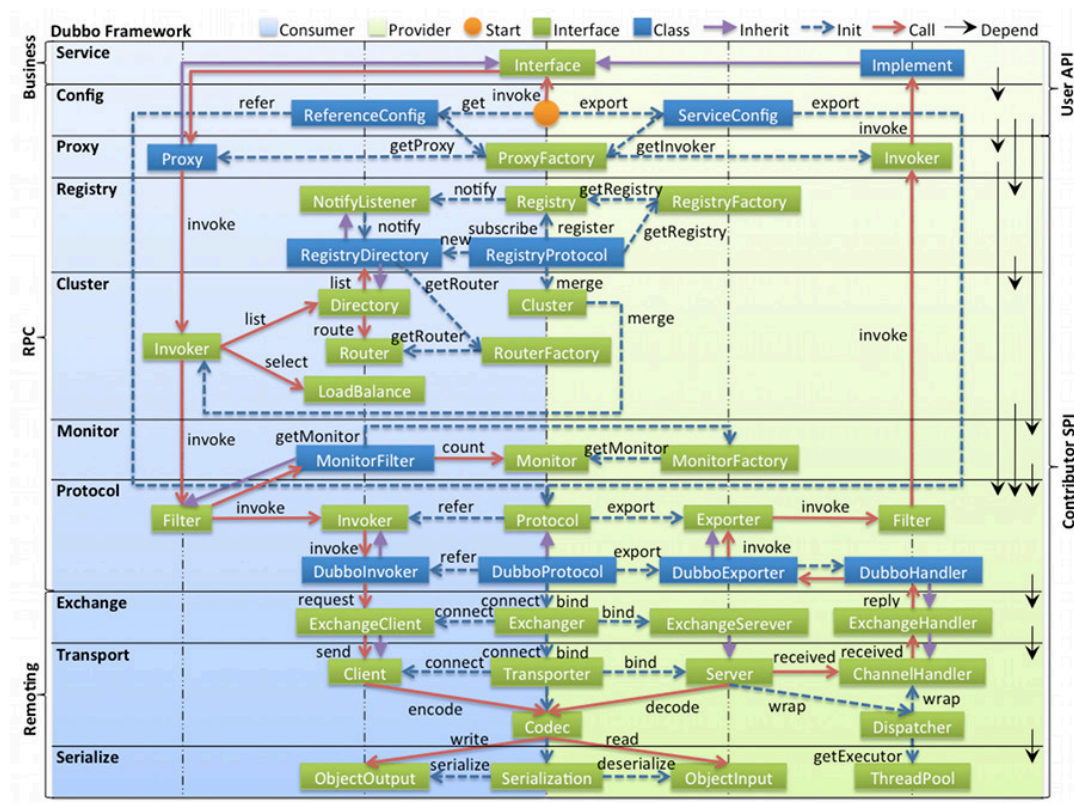 Dubbo Framework
Consumer
Provider
Start
Interface
Class
Inherit
Init
Call
Depend
Business
RPC
Remoting
User API
Contributor SPI
Service
Interface
Implement
Config
refer
ReferenceConfig
get
invoke
export
ServiceConfig
export
invoke
Proxy
Proxy
getProxy
ProxyFactory
getInvoker
Invoker
Registry
NotifyListener
notify
Registry
getRegistry
RegistryFactory
invoke
notify
subscribe
register
getRegistry
RegistryDirectory
new
RegistryProtocol
Cluster
list
getRouter
merge
Directory
Cluster
list
merge
route
getRouter
invoke
Invoker
Router
RouterFactory
select
LoadBalance
Monitor
invoke
getMonitor
MonitorFilter
count
Monitor
getMonitor
MonitorFactory
Protocol
Filter
invoke
Invoker
refer
Protocol
export
Exporter
invoke
Filter
invoke
refer
export
invoke
DubboInvoker
DubboProtocol
DubboExporter
DubboHandler
Exchange
request
connect
bind
reply
ExchangeClient
connect
Exchanger
bind
ExchangeSerever
ExchangeHandler
Transport
send
connect
bind
received
received
Client
connect
Transporter
bind
Server
ChannelHandler
encode
decode
wrap
wrap
Codec
Dispatcher
write
read
getExecutor
Serialize
ObjectOutput
serialize
Serialization
deserialize
ObjectInput
ThreadPool